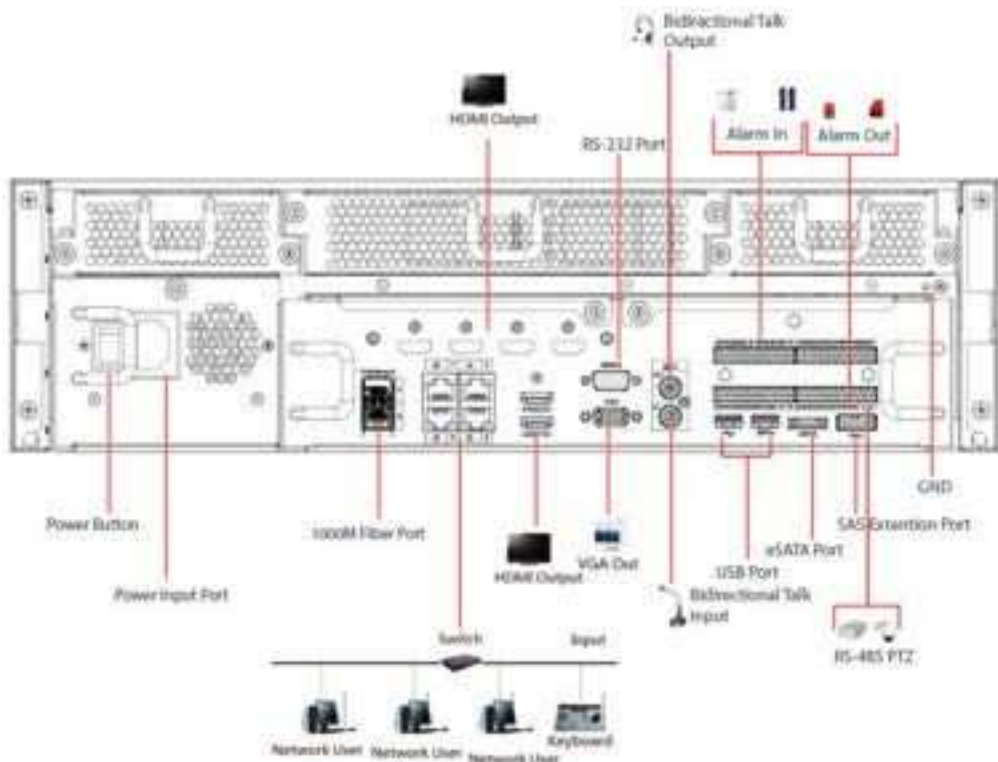 Bidirectional Talk
Output
HDMI Output
RS-232 Port
Alarm In
Alarm Out
GND
Power Button
1000M Fiber Port
SAS Extention Port
eSATA Port
HDMI Output
VGA Out
USB Port
Power Input Port
Bidirectional Talk
Input
RS-485 PTZ
Switch
Input
Network User
Network User
Network User
Keyboard